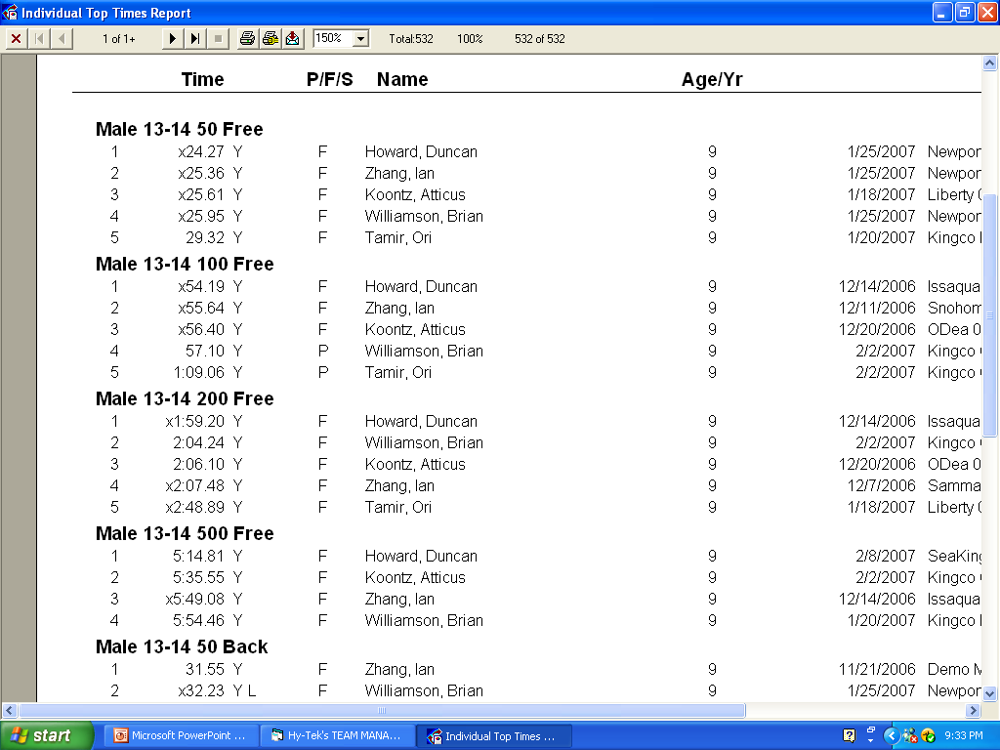 Individual Top Times Report
1 of 1+ 150% Total:532 100% 532 of 532
Time P/F/S Name Age/Yr
Male 13-14 50 Free
1 x24.27 Y F Howard, Duncan 9 1/25/2007 Newpor
2 x25.36 Y F Zhang, Ian 9 1/25/2007 Newpor
3 x25.61 Y F Koontz, Atticus 9 1/18/2007 Liberty
4 x25.95 Y F Williamson, Brian 9 1/25/2007 Newpor
5 29.32 Y F Tamir, Ori 9 1/20/2007 Kingco
Male 13-14 100 Free
1 x54.19 Y F Howard, Duncan 9 12/14/2006 Issaqua
2 x55.64 Y F Zhang, Ian 9 12/11/2006 Snohom
3 x56.40 Y F Koontz, Atticus 9 12/20/2006 ODea 0
4 57.10 Y P Williamson, Brian 9 2/2/2007 Kingco
5 1:09.06 Y P Tamir, Ori 9 2/2/2007 Kingco
Male 13-14 200 Free
1 x1:59.20 Y F Howard, Duncan 9 12/14/2006 Issaqua
2 2:04.24 Y F Williamson, Brian 9 2/2/2007 Kingco
3 2:06.10 Y F Koontz, Atticus 9 12/20/2006 ODea 0
4 x2:07.48 Y F Zhang, Ian 9 12/7/2006 Samma
5 x2:48.89 Y F Tamir, Ori 9 1/18/2007 Liberty
Male 13-14 500 Free
1 5:14.81 Y F Howard, Duncan 9 2/8/2007 SeaKing
2 5:35.55 Y F Koontz, Atticus 9 2/2/2007 Kingco
3 x5:49.08 Y F Zhang, Ian 9 12/14/2006 Issaqua
4 5:54.46 Y F Williamson, Brian 9 1/20/2007 Kingco
Male 13-14 50 Back
1 31.55 Y F Zhang, Ian 9 11/21/2006 Demo M
2 x32.23 Y L F Williamson, Brian 9 1/25/2007 Newpor
start Microsoft PowerPoint ... Hy-Tek's TEAM MANA... Individual Top Times ... 9:33 PM